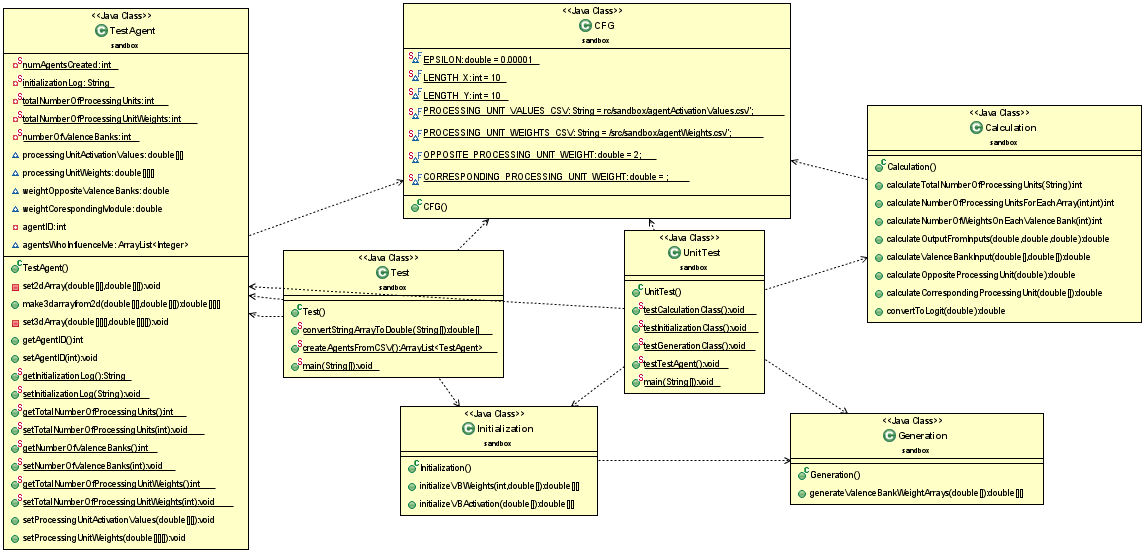 <<Java Class>>
TestAgent
sandbox
numAgentsCreated: int
initializationLog: String
totalNumberOfProcessingUnits: int
totalNumberOfProcessingUnitWeights: int
numberOfValenceBanks: int
processingUnitActivationValues: double[][]
processingUnitWeights: double[][][]
weightOppositeValenceBanks: double
weightCorespondingModule: double
agentID: int
agentsWhoInfluenceMe: ArrayList<Integer>
TestAgent()
set2dArray(double[][],double[][]):void
make3darrayfrom2d(double[][],double[][]):double[][][]
set3dArray(double[][][],double[][][]):void
getAgentID():int
setAgentID(int):void
getInitializationLog():String
setInitializationLog(String):void
getTotalNumberOfProcessingUnits():int
setTotalNumberOfProcessingUnits(int):void
getNumberOfValenceBanks():int
setNumberOfValenceBanks(int):void
getTotalNumberOfProcessingUnitWeights():int
setTotalNumberOfProcessingUnitWeights(int):void
setProcessingUnitActivationValues(double[][]):void
setProcessingUnitWeights(double[][][]):void
<<Java Class>>
CFG
sandbox
EPSILON: double = 0.00001
LENGTH_X: int = 10
LENGTH_Y: int = 10
PROCESSING_UNIT_VALUES_CSV: String = rc/sandbox/agentActivationValues.csv";
PROCESSING_UNIT_WEIGHTS_CSV: String = /src/sandbox/agentWeights.csv";
OPPOSITE_PROCESSING_UNIT_WEIGHT: double = 2;
CORRESPONDING_PROCESSING_UNIT_WEIGHT: double = ;
CFG()
<<Java Class>>
Calculation
sandbox
Calculation()
calculateTotalNumberOfProcessingUnits(String):int
calculateNumberOfProcessingUnitsForEachArray(int,int):int
calculateNumberOfWeightsOnEachValenceBank(int):int
calculateOutputFromInputs(double,double,double):double
calculateValenceBankInput(double[],double[]):double
calculateOppositeProcessingUnit(double):double
calculateCorrespondingProcessingUnit(double[]):double
convertToLogit(double):double
<<Java Class>>
Test
sandbox
Test()
convertStringArrayToDouble(String[]):double[]
createAgentsFromCSV():ArrayList<TestAgent>
main(String[]):void
<<Java Class>>
UnitTest
sandbox
UnitTest()
testCalculationClass():void
testInitializationClass():void
testGenerationClass():void
testTestAgent():void
main(String[]):void
<<Java Class>>
Initialization
sandbox
Initialization()
initializeVBWeights(int,double[]):double[][]
initializeVBActivation(double[]):double[][]
<<Java Class>>
Generation
sandbox
Generation()
generateValenceBankWeightArrays(double[]):double[][]